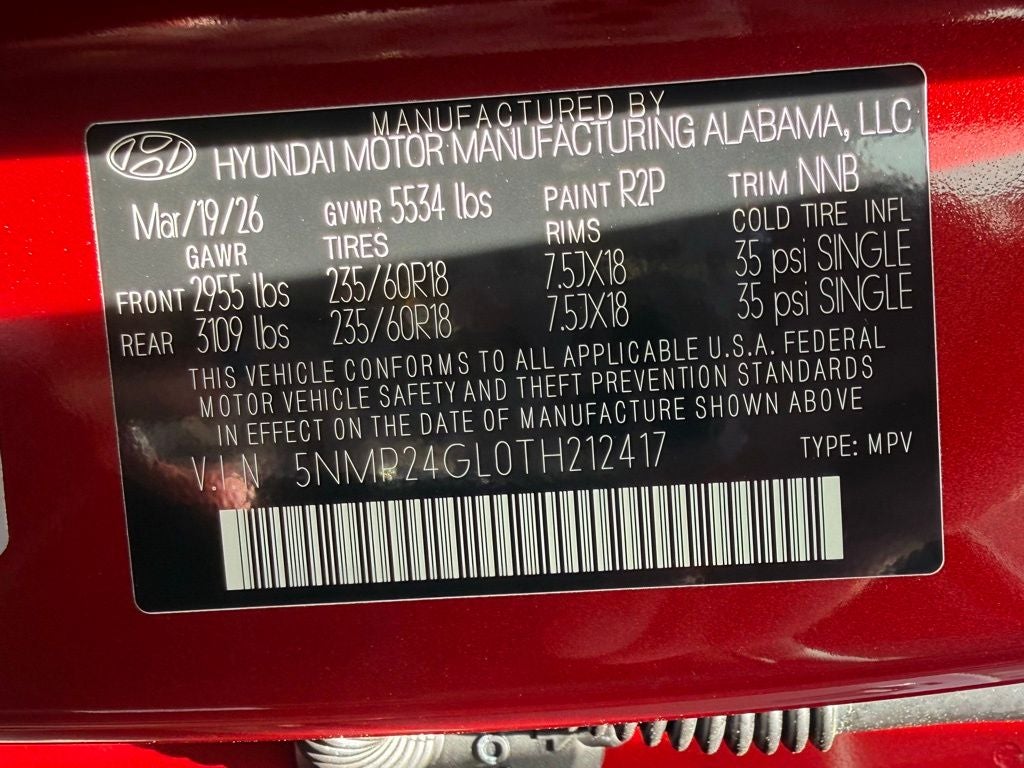 MANUFACTURED BY
HYUNDAI MOTOR MANUFACTURING ALABAMA, LLC
Mar/19/26 GVWR 5534 lbs PAINT R2P TRIM NNB
GAWR TIRES RIMS COLD TIRE INFL
FRONT 2955 lbs 235/60R18 7.5JX18 35 psi SINGLE
REAR 3109 lbs 235/60R18 7.5JX18 35 psi SINGLE
THIS VEHICLE CONFORMS TO ALL APPLICABLE U.S.A. FEDERAL
MOTOR VEHICLE SAFETY AND THEFT PREVENTION STANDARDS
IN EFFECT ON THE DATE OF MANUFACTURE SHOWN ABOVE
V.I.N 5NMP24GL0TH212417 TYPE: MPV